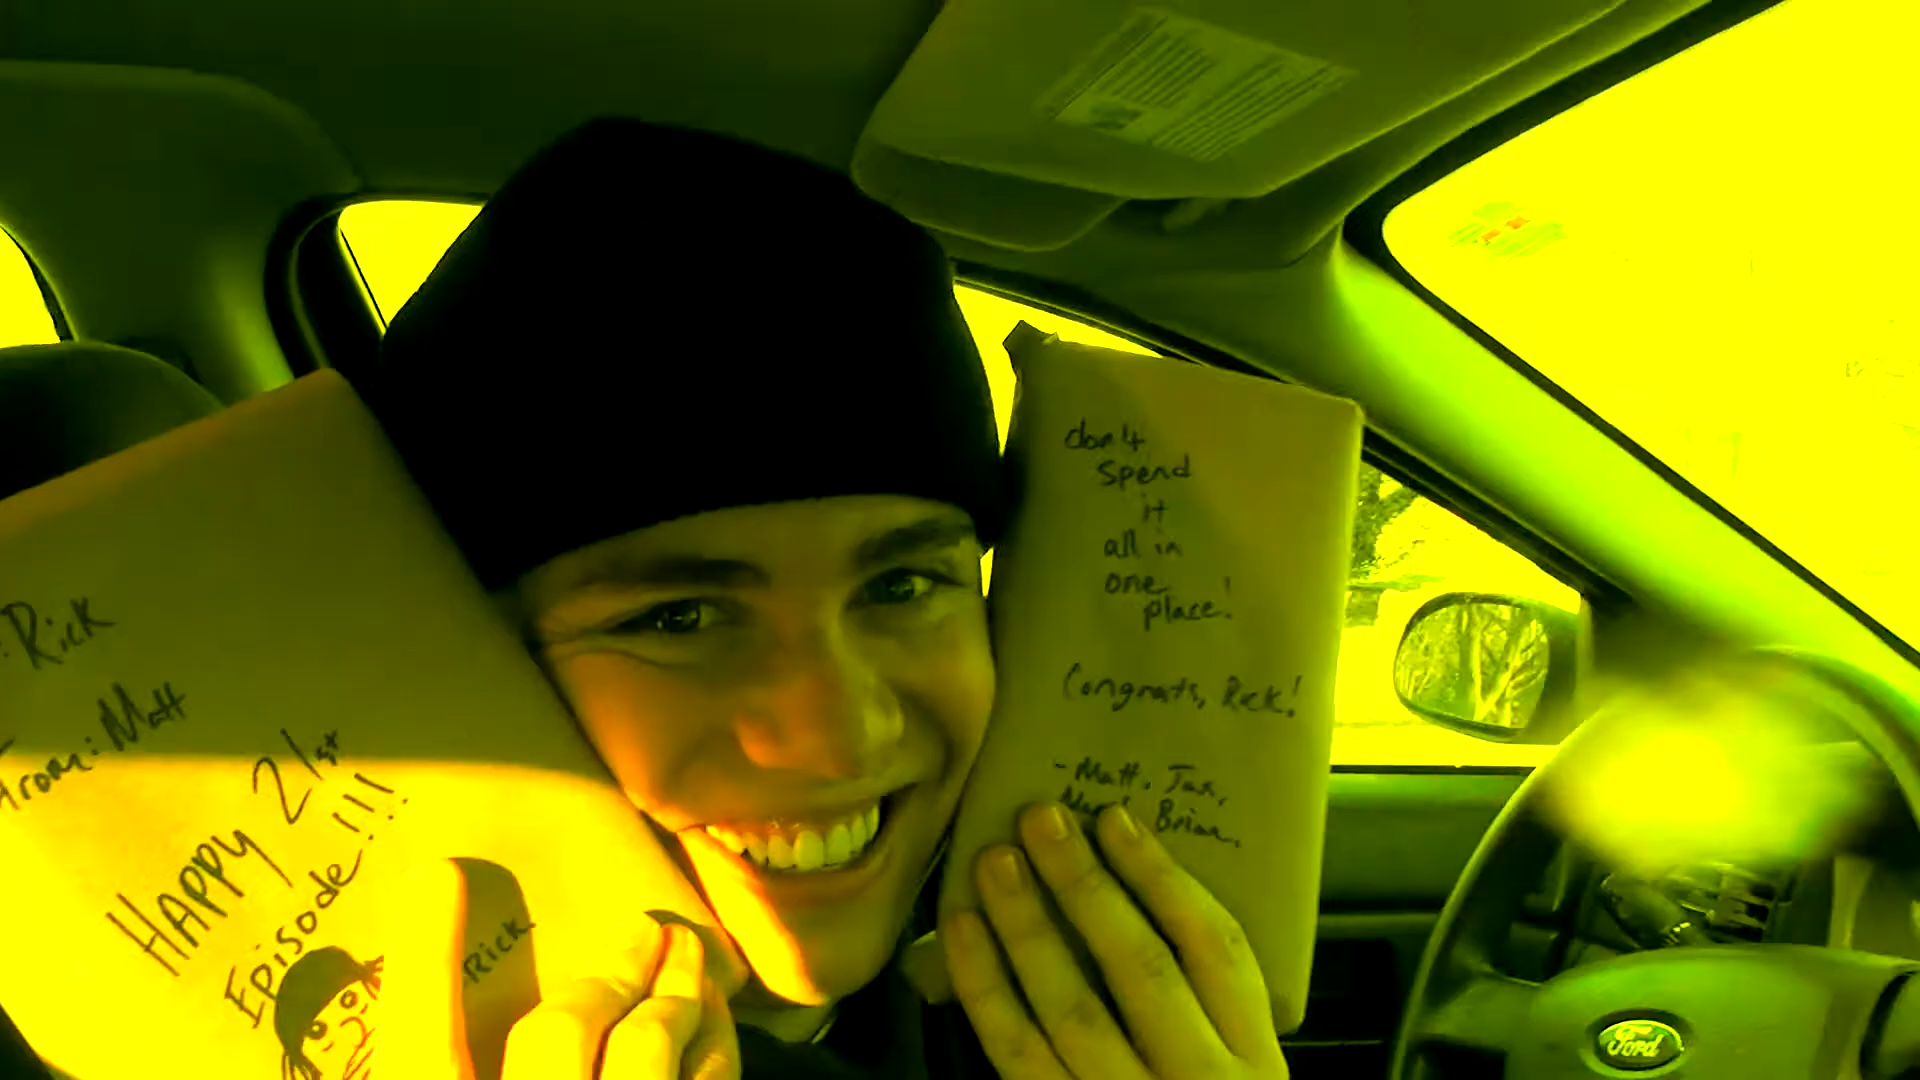 : Rick
From: Matt
HAPPY 21st
Episode!!!
Rick.
don't
spend
it
all in
one
place!
Congrats, Rick!
- Matt, Jax,
Brian,
Ford